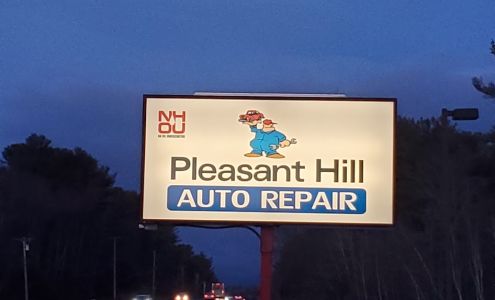 NH
OU
Pleasant Hill
AUTO REPAIR